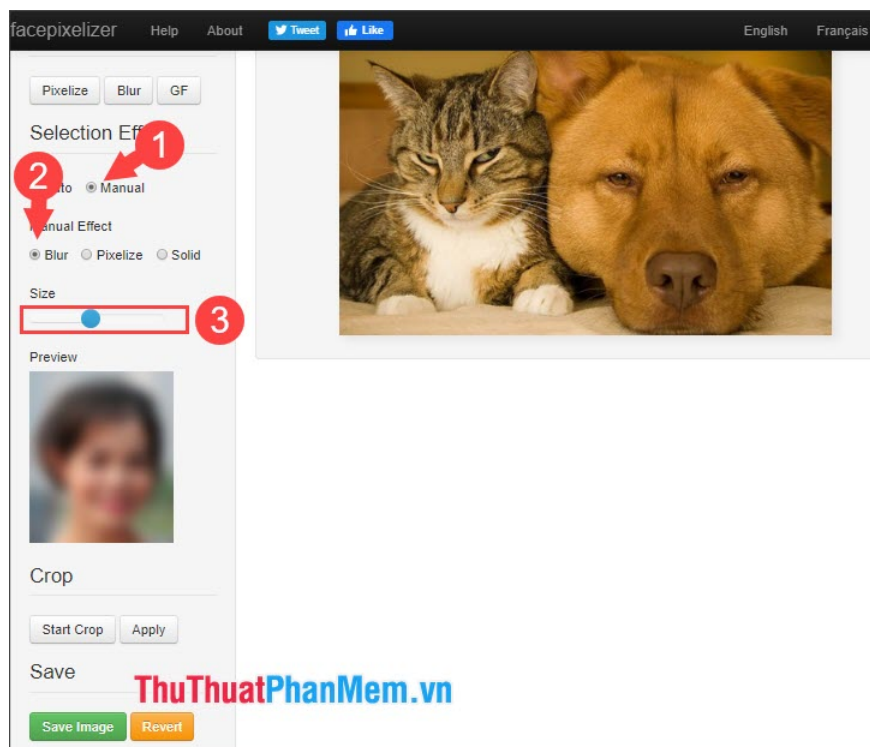 facepixelizer Help About Tweet Like English Français
Pixelize Blur GF
Selection Eff
1
2
Manual
Manual Effect
Blur Pixelize Solid
Size
3
Preview
Crop
Start Crop Apply
Save
ThuThuatPhanMem.vn
Save Image Revert